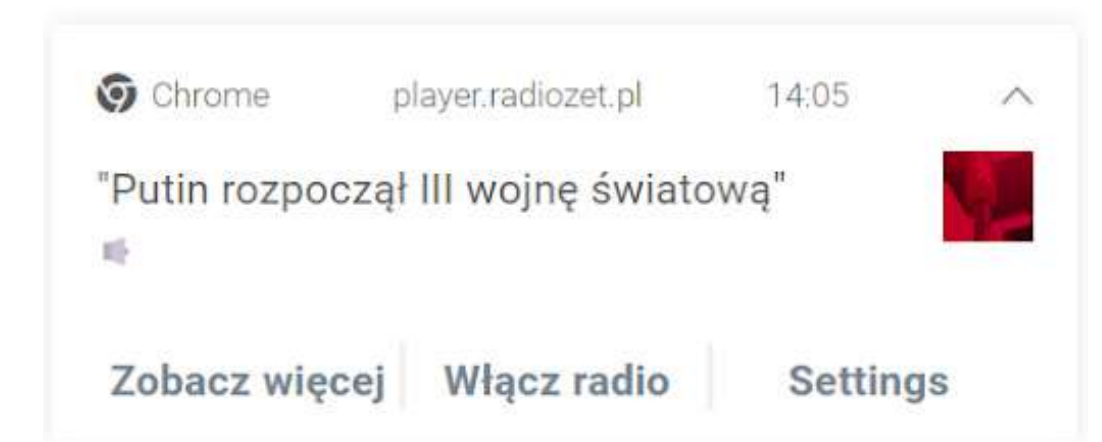 Chrome player.radiozet.pl 14:05
"Putin rozpoczął III wojnę światową"
Zobacz więcej Włącz radio Settings